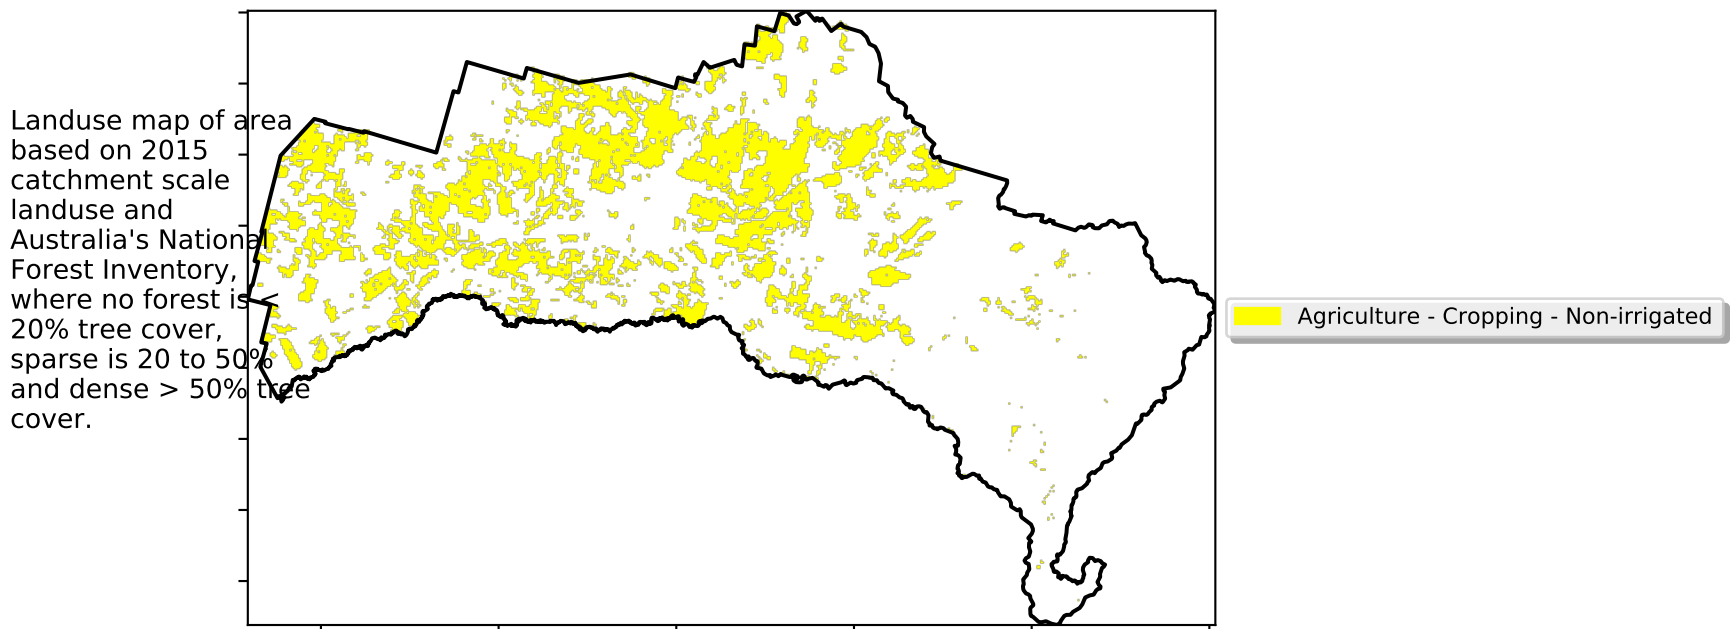 Landuse map of area
based on 2015
catchment scale
landuse and
Australia's National
Forest Inventory,
where no forest is <
20% tree cover,
sparse is 20 to 50%
and dense > 50% tree
cover.
Agriculture - Cropping - Non-irrigated